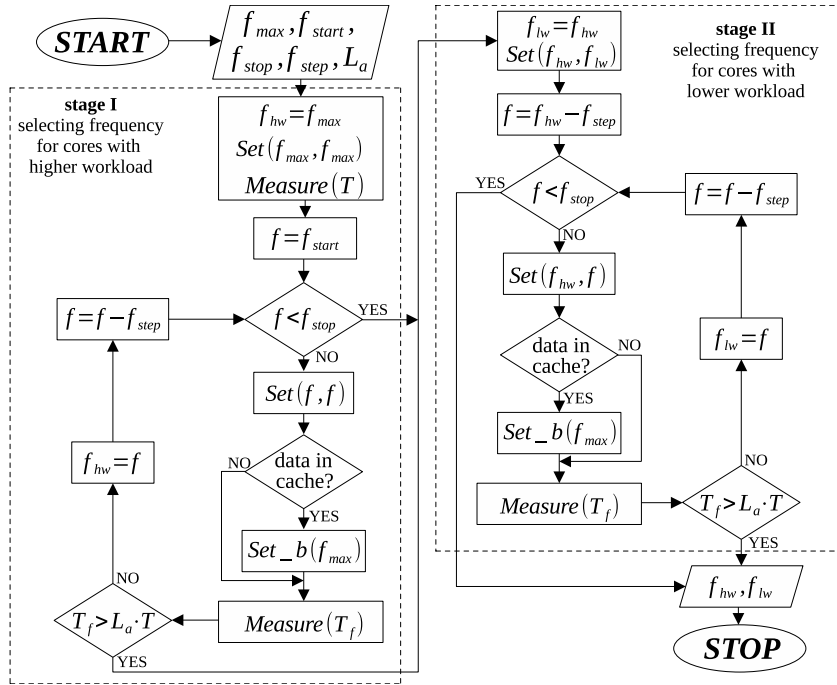 START
f_max, f_start,
f_stop, f_step, L_a
stage I
selecting frequency
for cores with
higher workload
f_hw=f_max
Set(f_max, f_max)
Measure(T)
f=f_start
f<f_stop
YES
NO
f=f−f_step
Set(f, f)
f_hw=f
data in
cache?
NO
YES
Set_b(f_max)
Measure(T_f)
T_f>L_a·T
NO
YES
stage II
selecting frequency
for cores with
lower workload
f_lw=f_hw
Set(f_hw, f_lw)
f=f_hw−f_step
f<f_stop
YES
NO
f=f−f_step
Set(f_hw, f)
data in
cache?
NO
YES
f_lw=f
Set_b(f_max)
Measure(T_f)
T_f>L_a·T
NO
YES
f_hw, f_lw
STOP